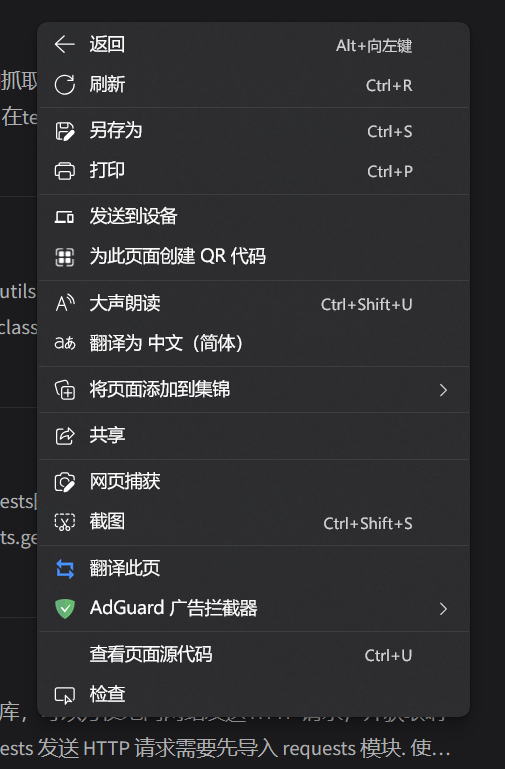 返回 Alt+向左键
抓取
刷新 Ctrl+R
在te
另存为 Ctrl+S
打印 Ctrl+P
发送到设备
为此页面创建 QR 代码
utils
大声朗读 Ctrl+Shift+U
class
翻译为 中文（简体）
将页面添加到集锦
共享
网页捕获
ests
截图 Ctrl+Shift+S
ts.ge
翻译此页
AdGuard 广告拦截器
查看页面源代码 Ctrl+U
检查
库，
ests 发送 HTTP 请求需要先导入 requests 模块. 使…